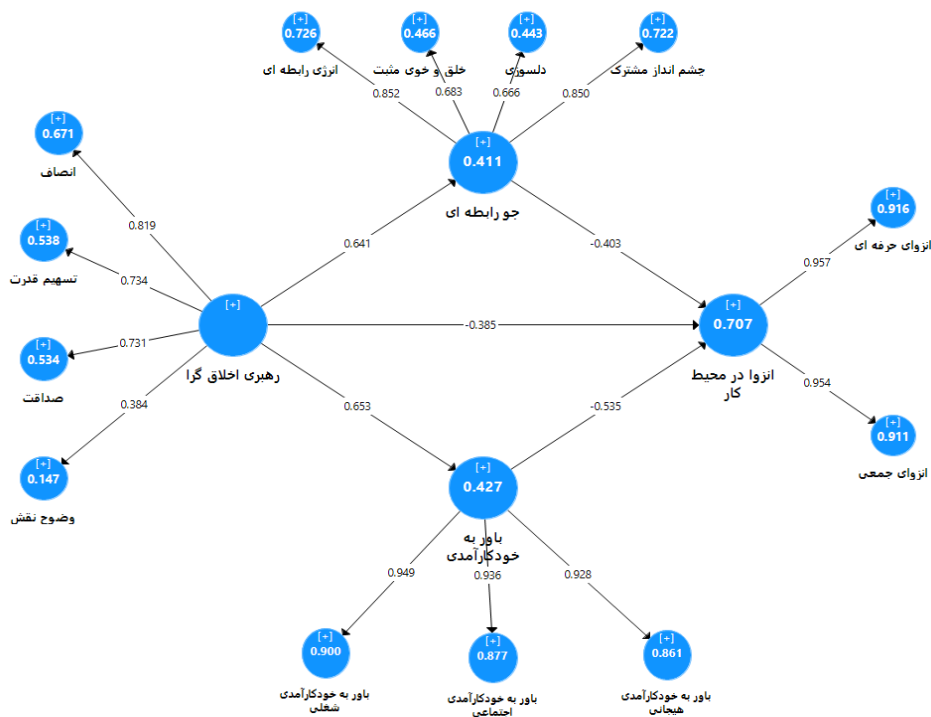 [+]
0.726
انرژی رابطه ای
[+]
0.466
خلق و خوی مثبت
[+]
0.443
دلسوزی
[+]
0.722
چشم انداز مشترک
0.852
0.683
0.666
0.850
[+]
0.671
انصاف
[+]
0.411
جو رابطه ای
[+]
0.916
انزوای حرفه ای
0.819
[+]
0.538
تسهیم قدرت
0.641
-0.403
0.957
0.734
[+]
رهبری اخلاق گرا
-0.385
[+]
0.707
انزوا در محیط
کار
0.731
[+]
0.534
صداقت
0.384
0.653
-0.535
0.954
[+]
0.911
انزوای جمعی
[+]
0.147
وضوح نقش
[+]
0.427
باور به
خودکارآمدی
0.949
0.936
0.928
[+]
0.900
باور به خودکارآمدی
شغلی
[+]
0.877
باور به خودکارآمدی
اجتماعی
[+]
0.861
باور به خودکارآمدی
هیجانی